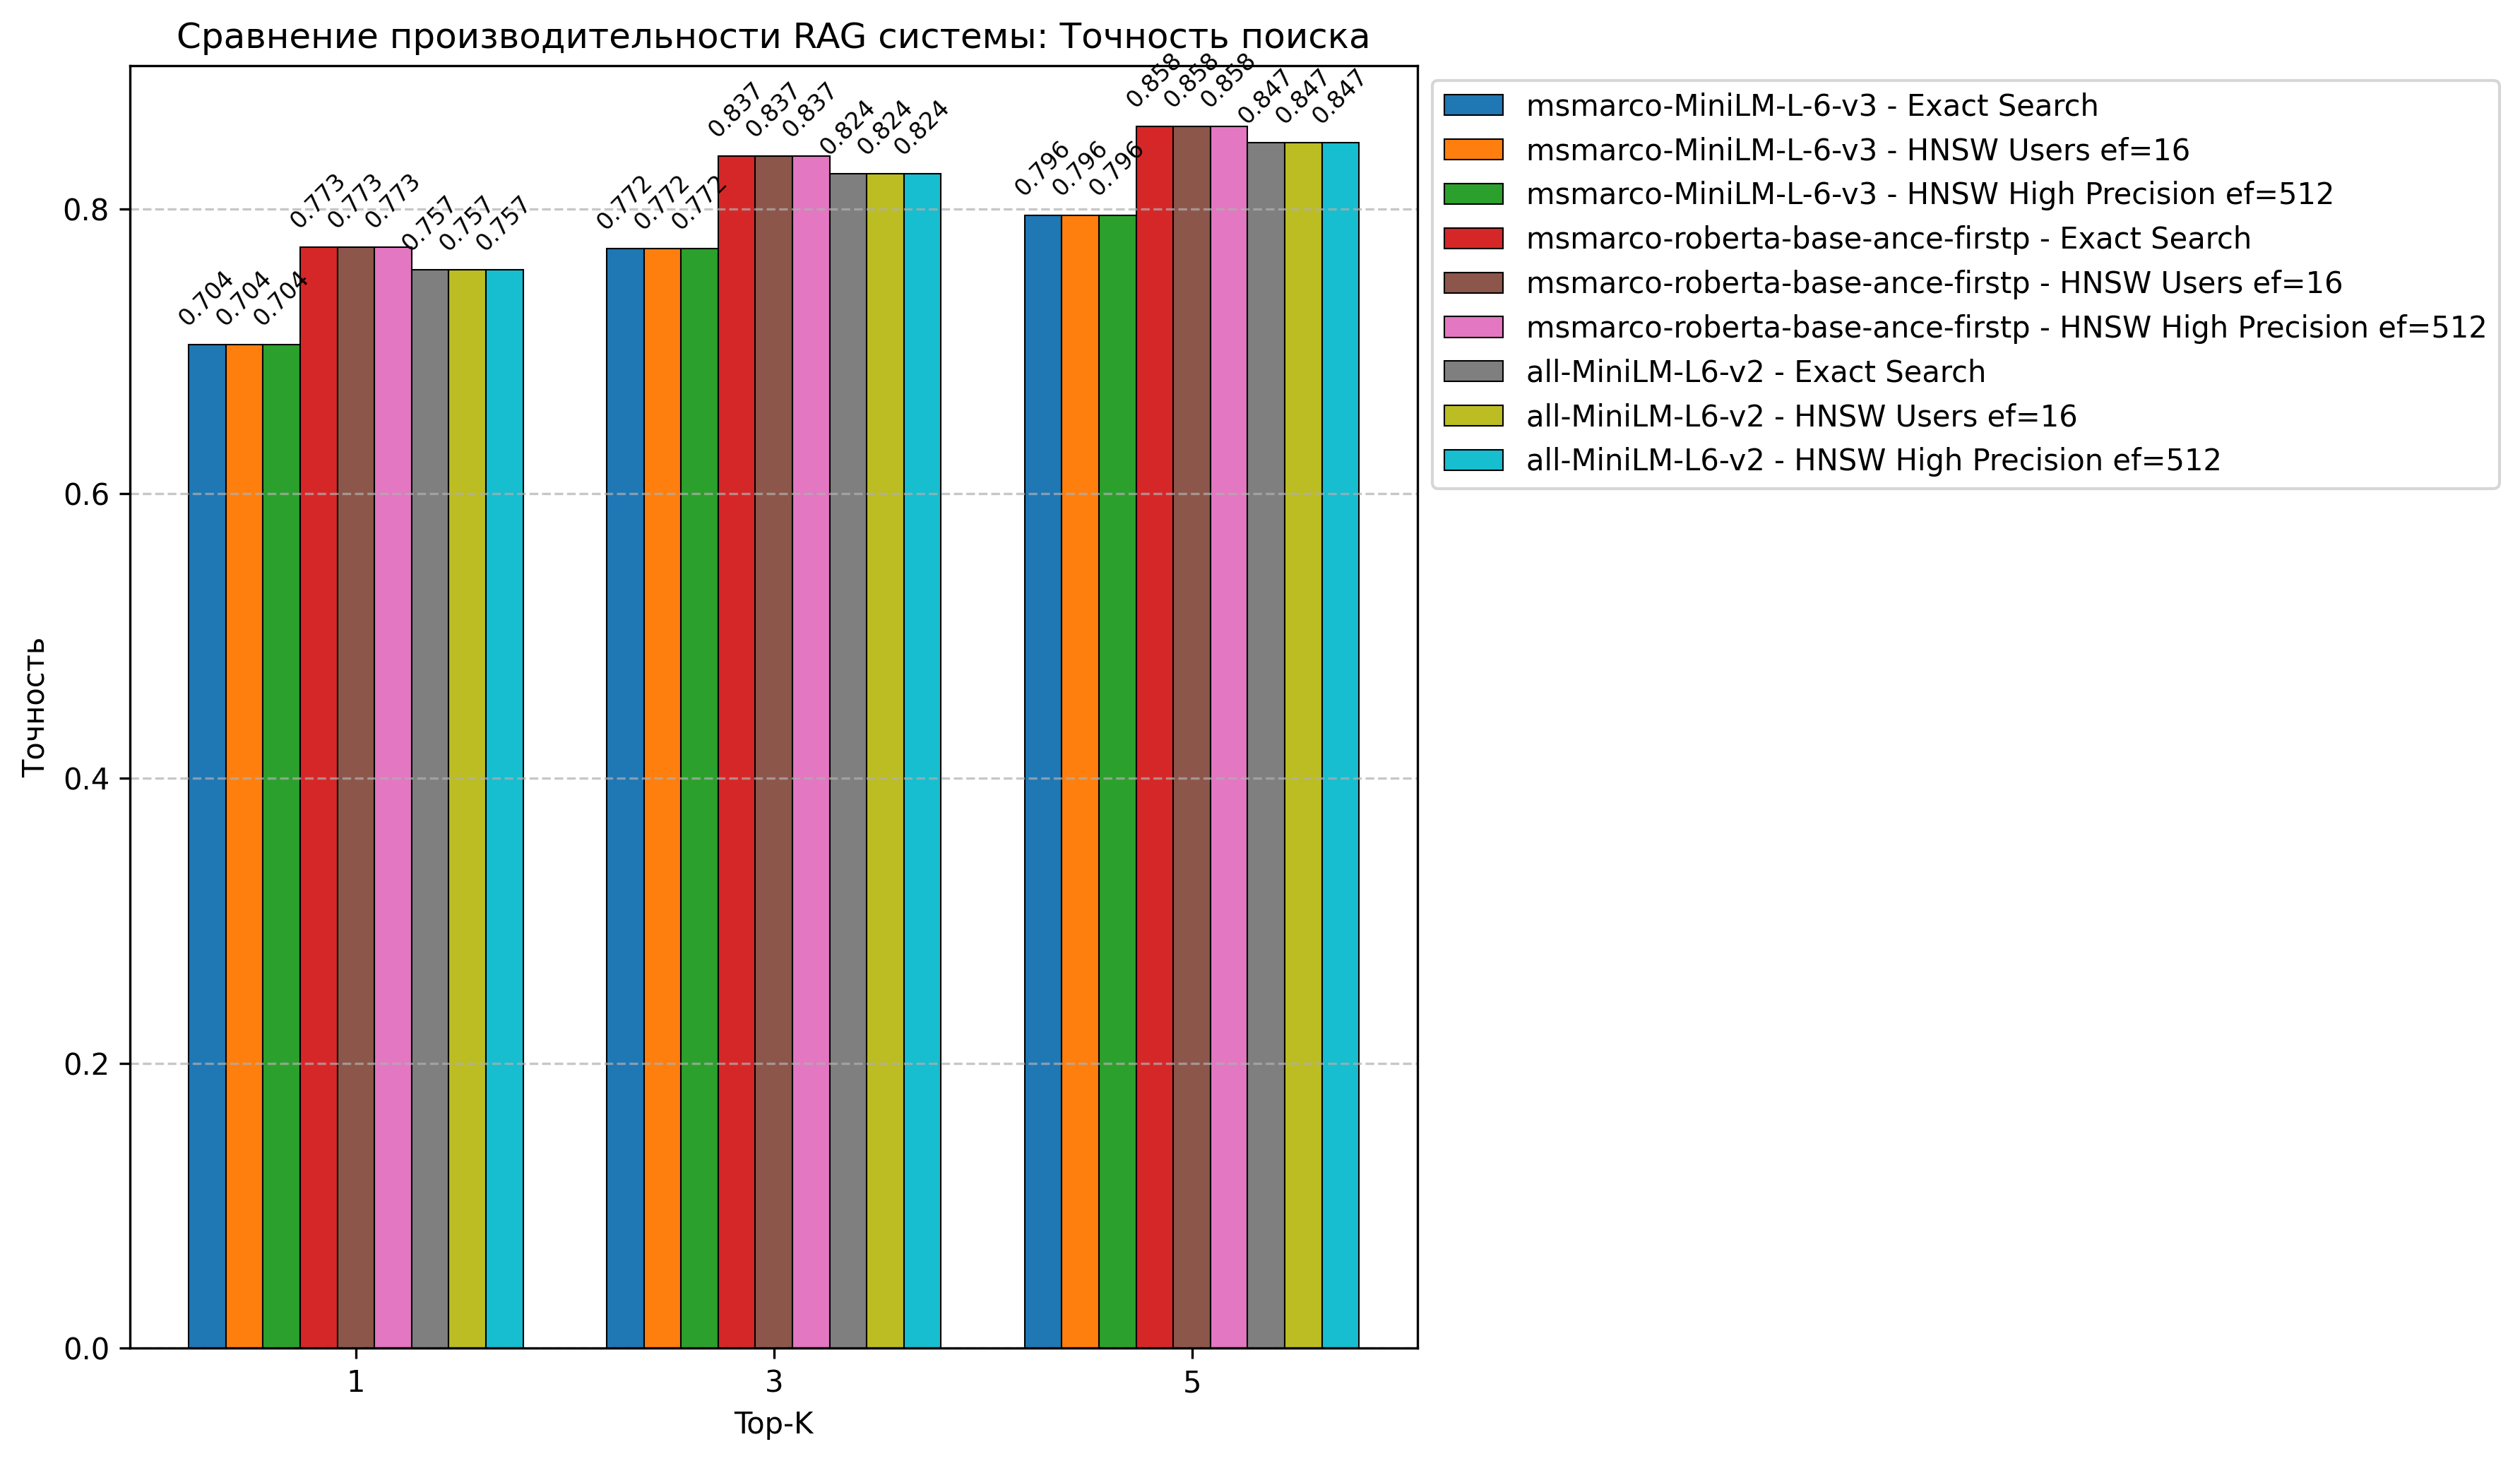 Сравнение производительности RAG системы: Точность поиска
Точность
0.8
0.6
0.4
0.2
0.0
0.704
0.704
0.704
0.773
0.773
0.773
0.757
0.757
0.757
0.772
0.772
0.772
0.837
0.837
0.837
0.824
0.824
0.824
0.796
0.796
0.796
0.858
0.858
0.858
0.847
0.847
0.847
1
3
5
Top-K
msmarco-MiniLM-L-6-v3 - Exact Search
msmarco-MiniLM-L-6-v3 - HNSW Users ef=16
msmarco-MiniLM-L-6-v3 - HNSW High Precision ef=512
msmarco-roberta-base-ance-firstp - Exact Search
msmarco-roberta-base-ance-firstp - HNSW Users ef=16
msmarco-roberta-base-ance-firstp - HNSW High Precision ef=512
all-MiniLM-L6-v2 - Exact Search
all-MiniLM-L6-v2 - HNSW Users ef=16
all-MiniLM-L6-v2 - HNSW High Precision ef=512